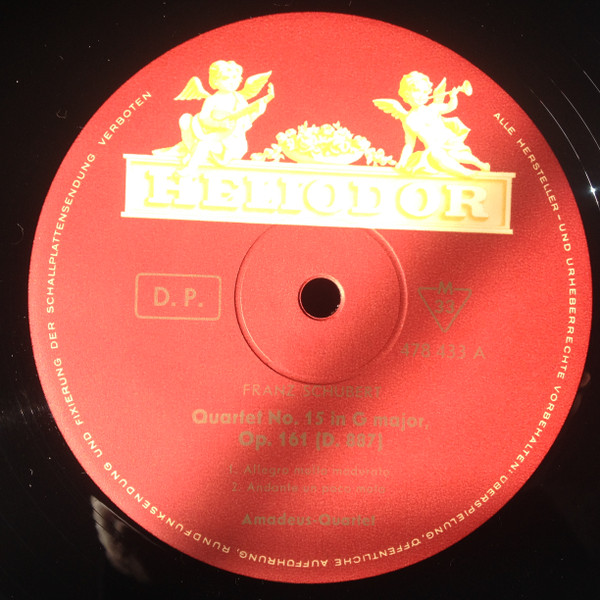 HELIODOR
D. P.
M
33
478 433 A
FRANZ SCHUBERT
Quartet No. 15 in G major,
Op. 161 (D. 887)
1. Allegro molto moderato
2. Andante un poco moto
Amadeus-Quartet
ALLE HERSTELLER- UND URHEBERRECHTE VORBEHALTEN, ÜBERSPIELUNG, ÖFFENTLICHE AUFFÜHRUNG, RUNDFUNKSENDUNG UND FIXIERUNG DER SCHALLPLATTENSENDUNG VERBOTEN